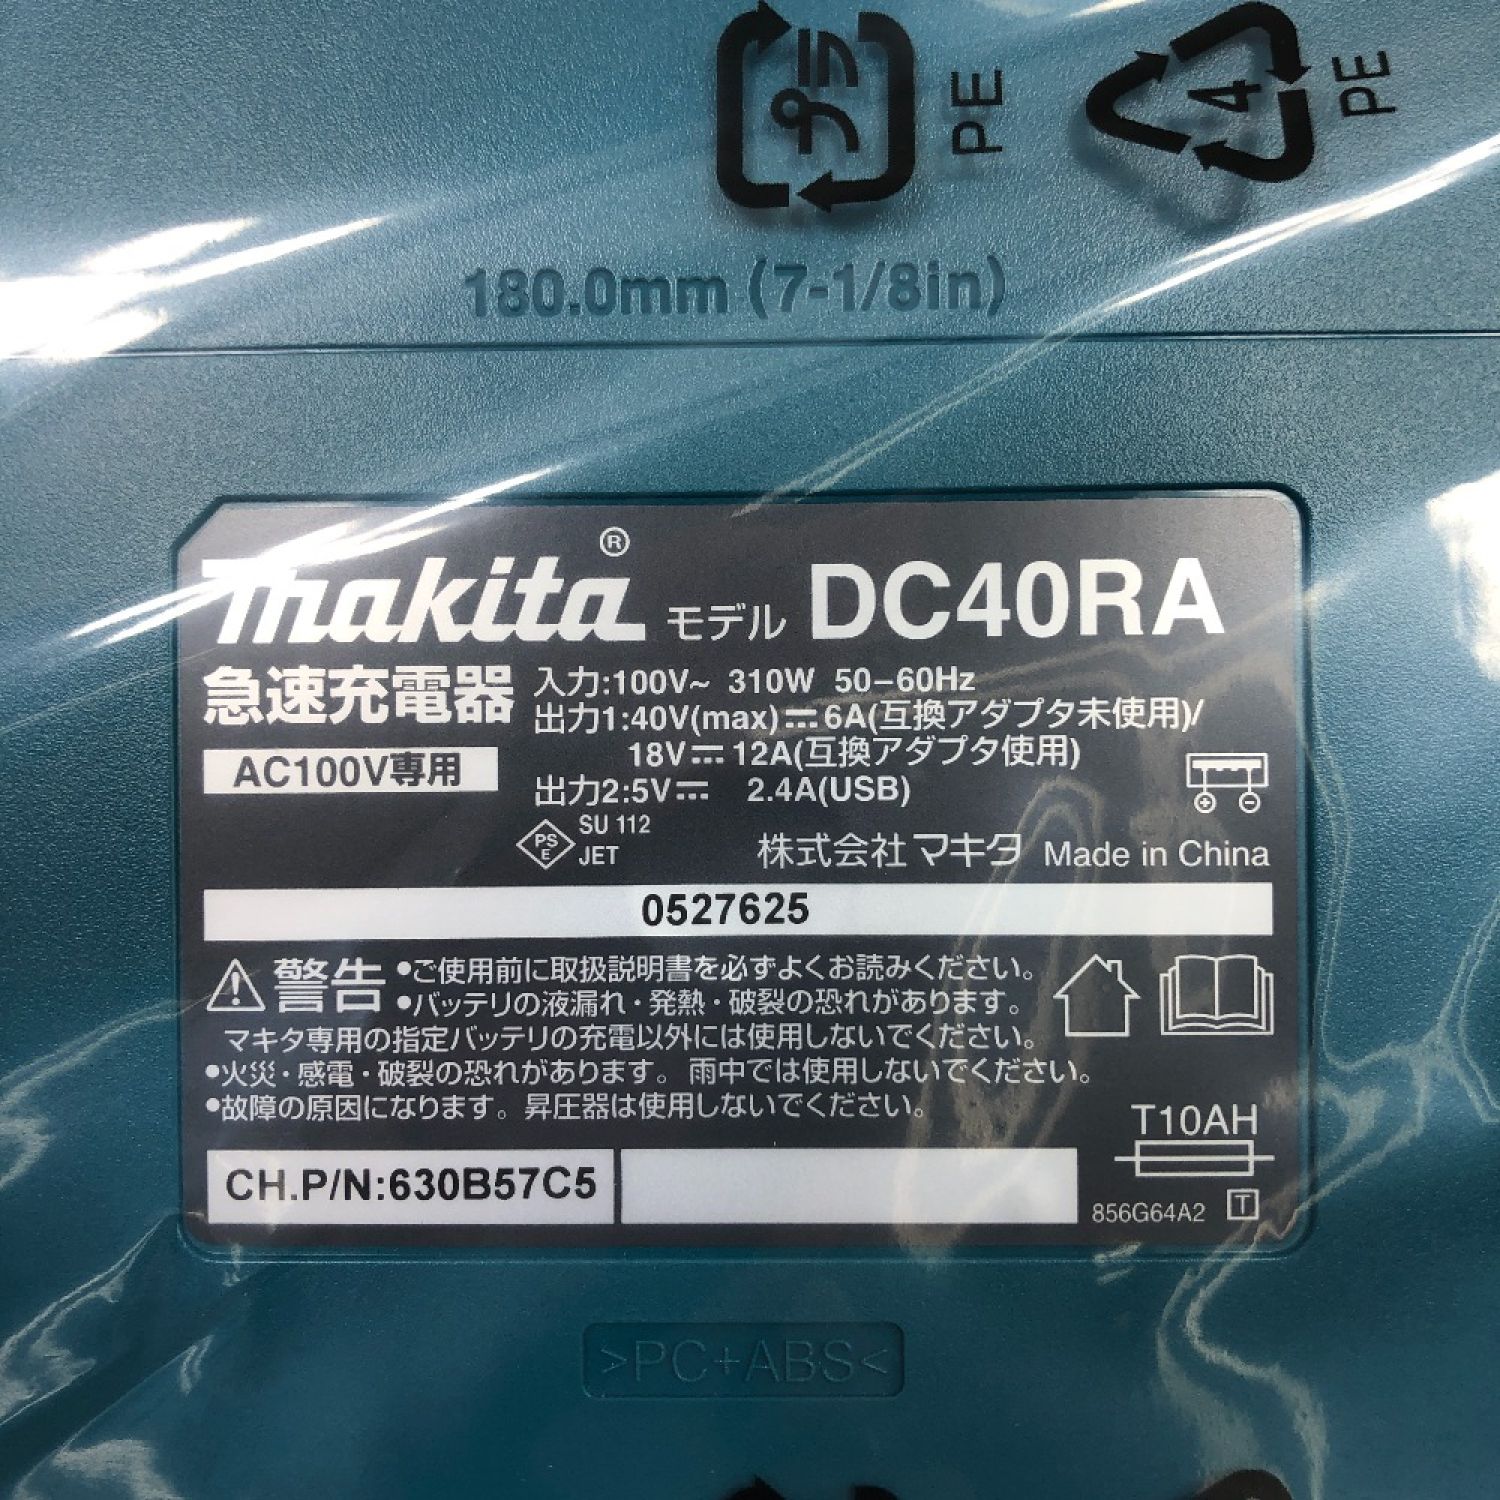 プラ
PE
4
PE
180.0mm (7-1/8in)
makita® モデル DC40RA
急速充電器
AC100V専用
入力:100V~ 310W 50–60Hz
出力1:40V(max)⎓6A(互換アダプタ未使用)/
18V⎓12A(互換アダプタ使用)
出力2:5V⎓ 2.4A(USB)
PS
E
SU 112
JET
株式会社マキタ Made in China
0527625
警告 •ご使用前に取扱説明書を必ずよくお読みください。
•バッテリの液漏れ・発熱・破裂の恐れがあります。
マキタ専用の指定バッテリの充電以外には使用しないでください。
•火災・感電・破裂の恐れがあります。雨中では使用しないでください。
•故障の原因になります。昇圧器は使用しないでください。
T10AH
CH.P/N:630B57C5
856G64A2 T
>PC+ABS<